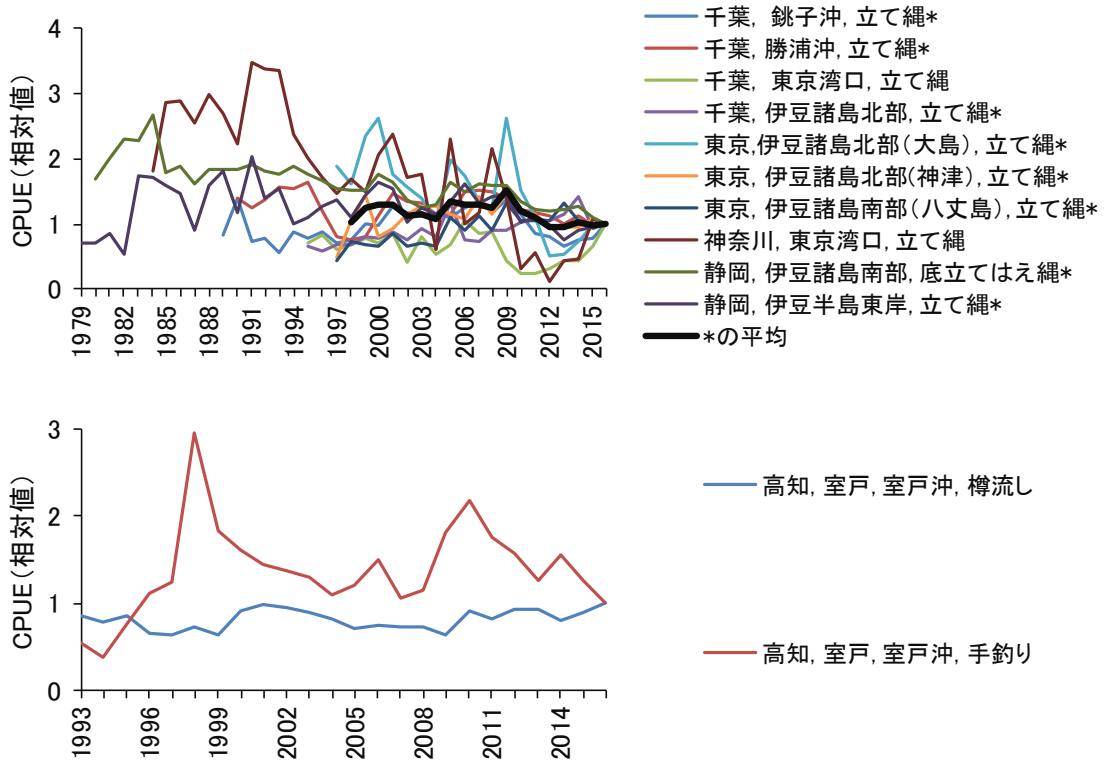 4
3
2
1
0
CPUE(相対値)
1979
1982
1985
1988
1991
1994
1997
2000
2003
2006
2009
2012
2015
千葉, 銚子沖, 立て縄*
千葉, 勝浦沖, 立て縄*
千葉, 東京湾口, 立て縄
千葉, 伊豆諸島北部, 立て縄*
東京,伊豆諸島北部(大島), 立て縄*
東京, 伊豆諸島北部(神津), 立て縄*
東京, 伊豆諸島南部(八丈島), 立て縄*
神奈川, 東京湾口, 立て縄
静岡, 伊豆諸島南部, 底立てはえ縄*
静岡, 伊豆半島東岸, 立て縄*
*の平均
3
2
1
0
CPUE(相対値)
1993
1996
1999
2002
2005
2008
2011
2014
高知, 室戸, 室戸沖, 樽流し
高知, 室戸, 室戸沖, 手釣り